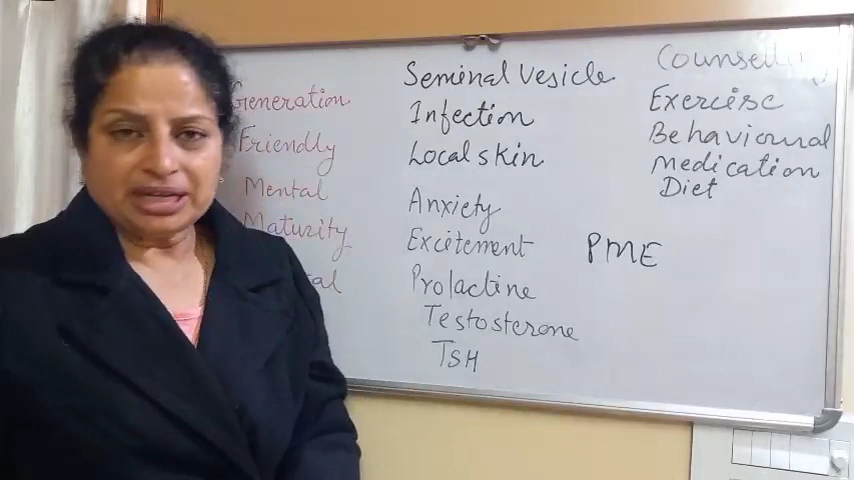 Generation
Friendly
Mental
Maturity
Seminal Vesicle
Infection
Local skin
Anxiety
Excitement
Prolactine
Testosterone
TSH
PME
Counselling
Exercise
Behavioural
Medication
Diet